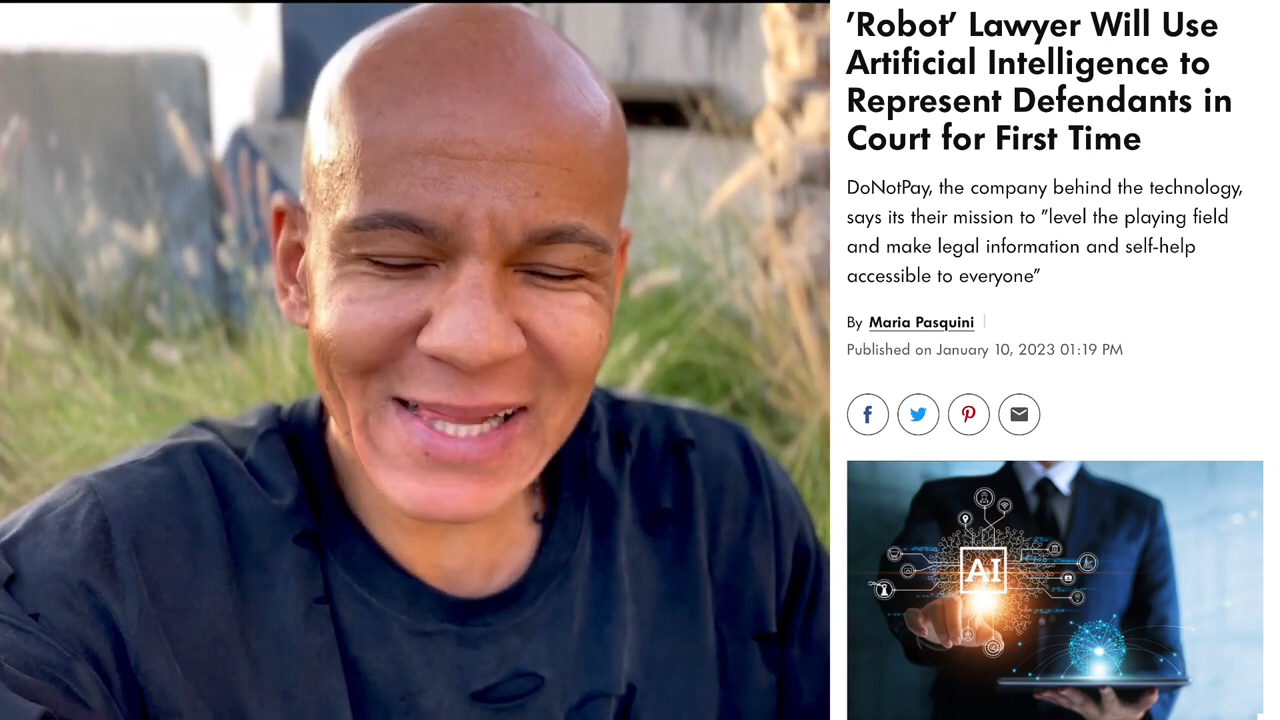 ’Robot’ Lawyer Will Use
Artificial Intelligence to
Represent Defendants in
Court for First Time
DoNotPay, the company behind the technology,
says its their mission to ”level the playing field
and make legal information and self-help
accessible to everyone”
By Maria Pasquini
Published on January 10, 2023 01:19 PM
AI